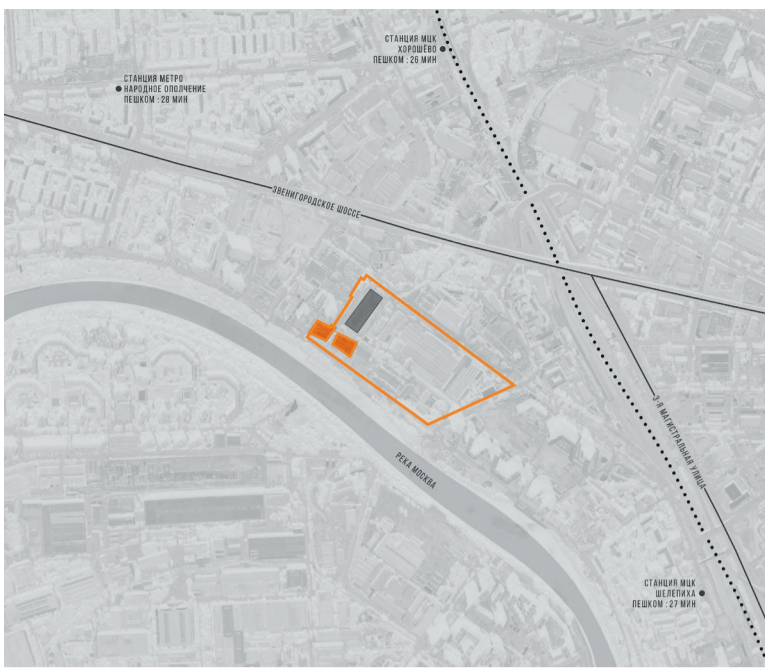 СТАНЦИЯ МЦК
ХОРОШЁВО
ПЕШКОМ : 26 МИН
СТАНЦИЯ МЕТРО
НАРОДНОЕ ОПОЛЧЕНИЕ
ПЕШКОМ : 28 МИН
ЗВЕНИГОРОДСКОЕ ШОССЕ
3-Я МАГИСТРАЛЬНАЯ УЛИЦА
РЕКА МОСКВА
СТАНЦИЯ МЦК
ШЕЛЕПИХА
ПЕШКОМ : 27 МИН